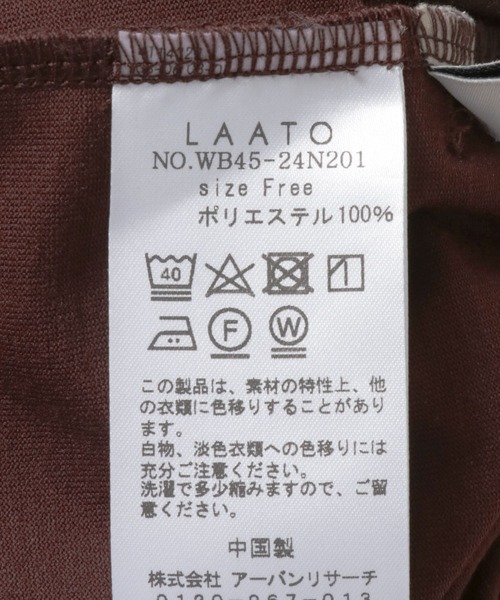 LAATO
NO.WB45-24N201
size Free
ポリエステル100%
40
F W
この製品は、素材の特性上、他
の衣類に色移りすることがあり
ます。
白物、淡色衣類への色移りには
充分ご注意ください。
洗濯で多少縮みますので、ご留
意ください。
中国製
株式会社 アーバンリサーチ
0120-967-013